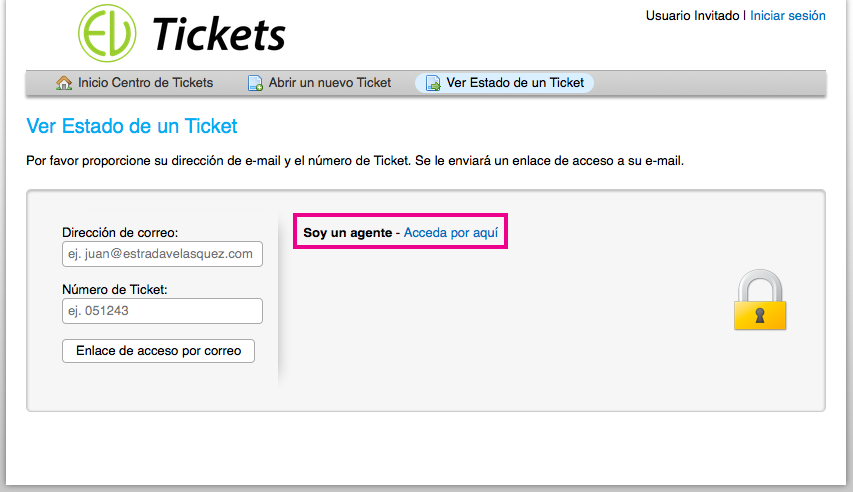 EV Tickets
Usuario Invitado | Iniciar sesión
Inicio Centro de Tickets Abrir un nuevo Ticket Ver Estado de un Ticket
Ver Estado de un Ticket
Por favor proporcione su dirección de e-mail y el número de Ticket. Se le enviará un enlace de acceso a su e-mail.
Dirección de correo:
ej. juan@estradavelasquez.com
Número de Ticket:
ej. 051243
Enlace de acceso por correo
Soy un agente - Acceda por aquí